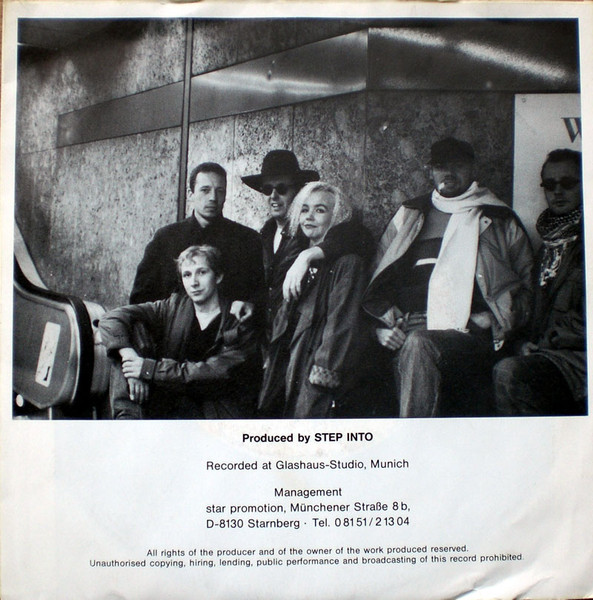 W
Produced by STEP INTO
Recorded at Glashaus-Studio, Munich
Management
star promotion, Münchener Straße 8 b,
D-8130 Starnberg · Tel. 0 81 51 / 2 13 04
All rights of the producer and of the owner of the work produced reserved.
Unauthorised copying, hiring, lending, public performance and broadcasting of this record prohibited.